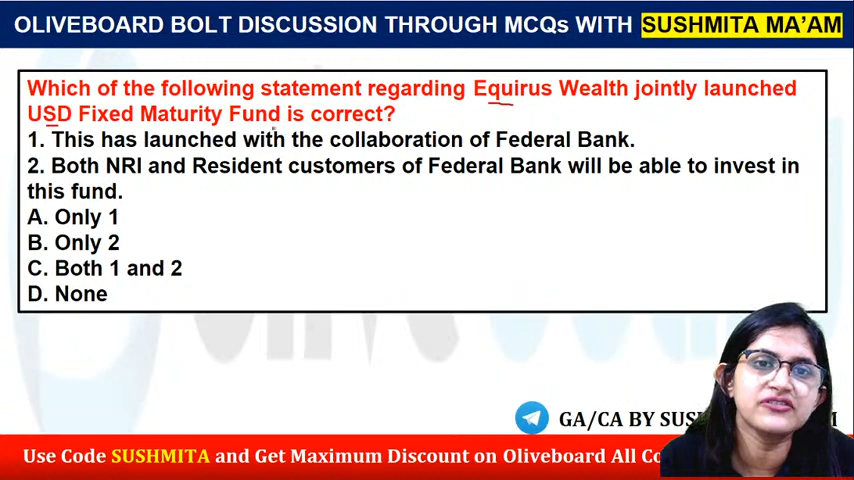 OLIVEBOARD BOLT DISCUSSION THROUGH MCQs WITH SUSHMITA MA'AM
Which of the following statement regarding Equirus Wealth jointly launched
USD Fixed Maturity Fund is correct?
1. This has launched with the collaboration of Federal Bank.
2. Both NRI and Resident customers of Federal Bank will be able to invest in
this fund.
A. Only 1
B. Only 2
C. Both 1 and 2
D. None
GA/CA BY
Use Code SUSHMITA and Get Maximum Discount on Oliveboard All